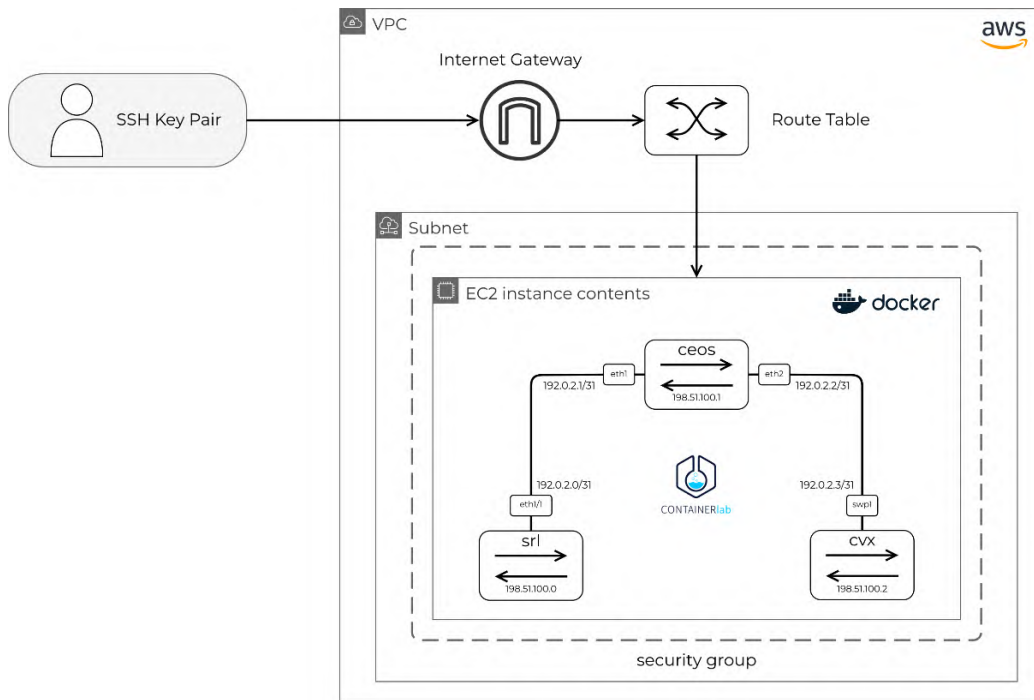 VPC
aws
Internet Gateway
SSH Key Pair
Route Table
Subnet
EC2 instance contents
docker
ceos
eth1
eth2
192.0.2.1/31
192.0.2.2/31
198.51.100.1
192.0.2.0/31
192.0.2.3/31
CONTAINERlab
eth1/1
swp1
srl
cvx
198.51.100.0
198.51.100.2
security group